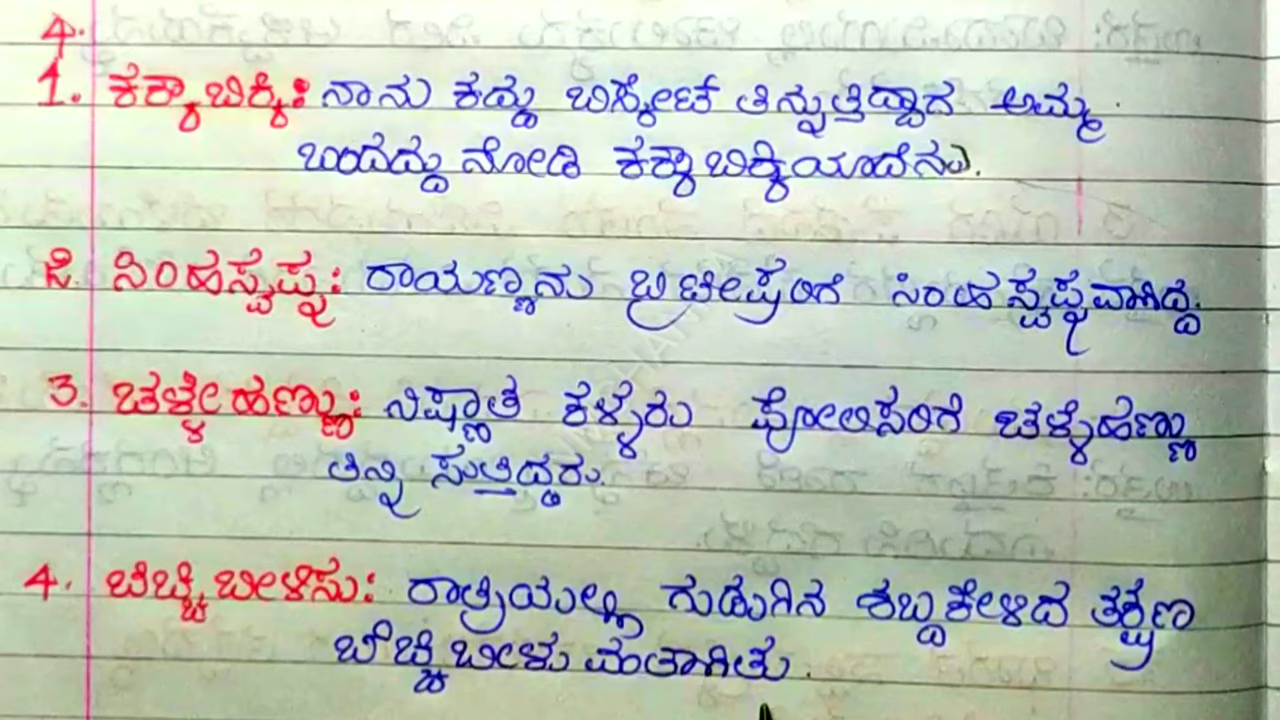 4.
1. ಕಕ್ಕಾಬಿಕ್ಕಿ: ನಾನು ಕದ್ದು ಬಿಸ್ಕೇಟ್ ತಿನ್ನುತ್ತಿದ್ದಾಗ ಅಮ್ಮ
ಬಂದದ್ದು ನೋಡಿ ಕಕ್ಕಾಬಿಕ್ಕಿಯಾದೆನು.
2. ಸಿಂಹಸ್ವಪ್ನ: ರಾಯಣ್ಣನು ಬ್ರಿಟೀಷರಿಗೆ ಸಿಂಹಸ್ವಪ್ನವಾಗಿದ್ದ.
3. ಚಳ್ಳೇಹಣ್ಣು: ನಿಷ್ಣಾತ ಕಳ್ಳರು ಪೋಲಿಸರಿಗೆ ಚಳ್ಳೆಹಣ್ಣು
ತಿನ್ನಿಸುತ್ತಿದ್ದರು.
4. ಬೆಚ್ಚಿಬೀಳಿಸು: ರಾತ್ರಿಯಲ್ಲಿ ಗುಡುಗಿನ ಶಬ್ದ ಕೇಳಿದ ತಕ್ಷಣ
ಬೆಚ್ಚಿಬೀಳುವಂತಾಗಿತು.